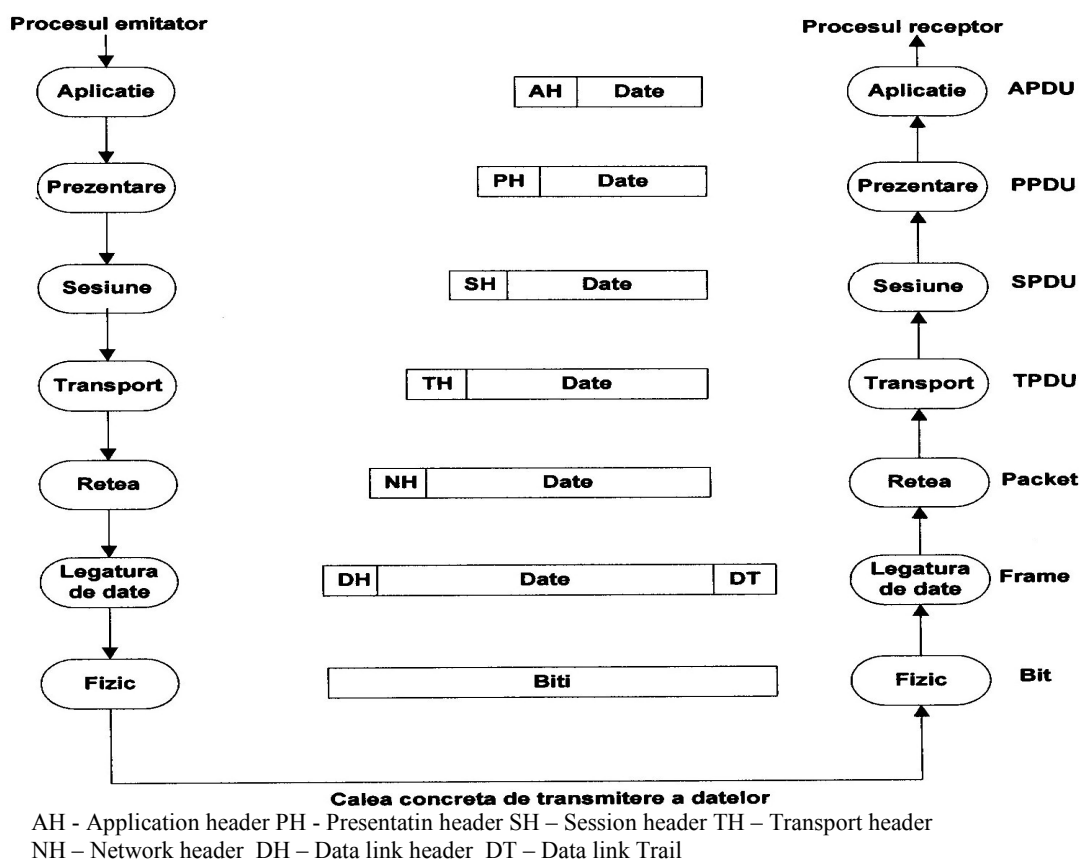 Procesul emitator Procesul receptor
Aplicatie AH Date Aplicatie APDU
Prezentare PH Date Prezentare PPDU
Sesiune SH Date Sesiune SPDU
Transport TH Date Transport TPDU
Retea NH Date Retea Packet
Legatura de date DH Date DT Legatura de date Frame
Fizic Biti Fizic Bit
Calea concreta de transmitere a datelor
AH - Application header PH - Presentatin header SH – Session header TH – Transport header
NH – Network header DH – Data link header DT – Data link Trail